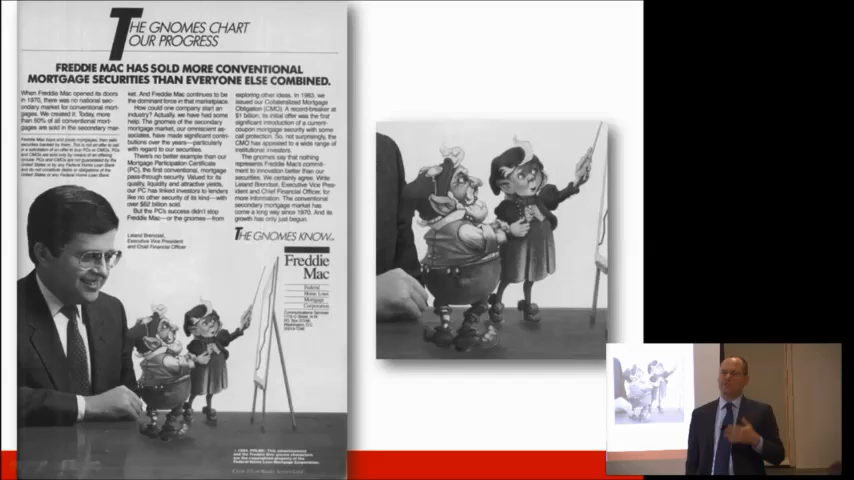 THE GNOMES CHART
OUR PROGRESS
FREDDIE MAC HAS SOLD MORE CONVENTIONAL
MORTGAGE SECURITIES THAN EVERYONE ELSE COMBINED.
When Freddie Mac opened its doors
in 1970, there was no national sec-
ondary market for conventional mort-
gages. We created it. Today, more
than 50% of all conventional mort-
gages are sold in the secondary mar-
ket. And Freddie Mac continues to be
the dominant force in that marketplace.
How could one company start an
industry? Actually, we have had some
help. The gnomes of the secondary
mortgage market, our omniscient as-
sociates, have made significant contri-
butions over the years—particularly
with regard to our securities.
There's no better example than our
Mortgage Participation Certificate
(PC), the first conventional, mortgage
pass-through security. Valued for its
quality, liquidity and attractive yields,
our PC has linked investors to lenders
like no other security of its kind—with
over $62 billion sold.
But the PC's success didn't stop
Freddie Mac—or the gnomes—from
exploring other ideas. In 1983, we
issued our Collateralized Mortgage
Obligation (CMO). A record-breaker at
$1 billion, its initial offer was the first
significant introduction of a current-
coupon mortgage security with some
call protection. So, not surprisingly, the
CMO has appealed to a wide range of
institutional investors.
The gnomes say that nothing
represents Freddie Mac's commit-
ment to innovation better than our
securities. We certainly agree. Write
Leland Brendsel, Executive Vice Pres-
ident and Chief Financial Officer, for
more information. The conventional
secondary mortgage market has
come a long way since 1970. And its
growth has only just begun.
Leland Brendsel,
Executive Vice President
and Chief Financial Officer
THE GNOMES KNOW.
Freddie
Mac
Federal
Home Loan
Mortgage
Corporation